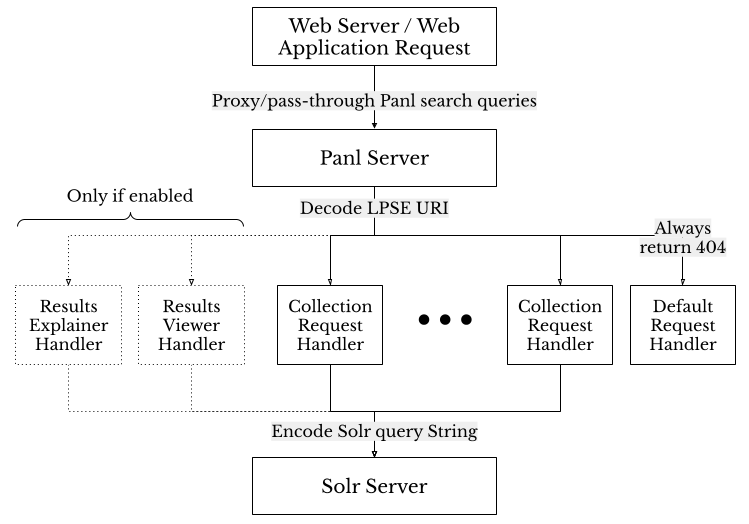 Web Server / Web
Application Request
Proxy/pass-through Panl search queries
Panl Server
Only if enabled
Decode LPSE URI
Always
return 404
Results
Explainer
Handler
Results
Viewer
Handler
Collection
Request
Handler
Collection
Request
Handler
Default
Request
Handler
Encode Solr query String
Solr Server